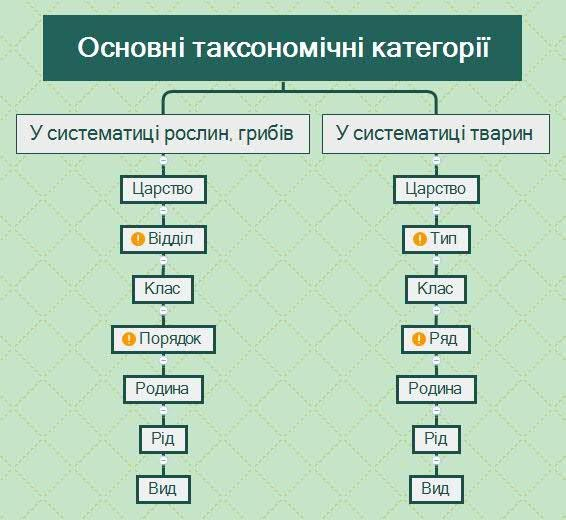 Основні таксономічні категорії
У систематиці рослин, грибів
У систематиці тварин
Царство
Відділ
Клас
Порядок
Родина
Рід
Вид
Царство
Тип
Клас
Ряд
Родина
Рід
Вид